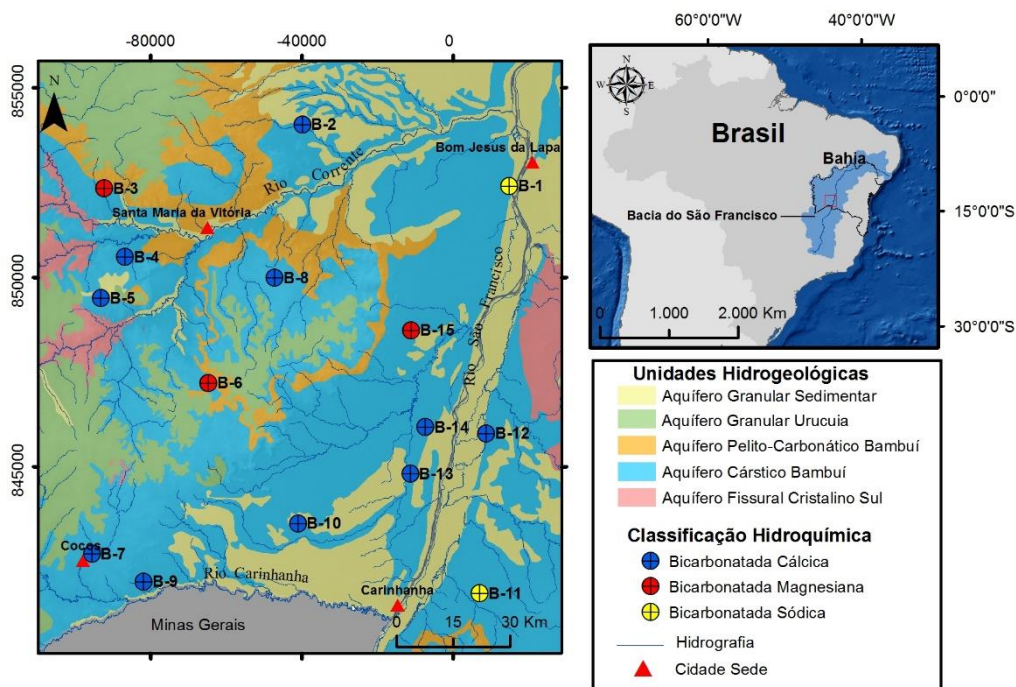 -80000
-40000
0
855000
850000
845000
N
B-2
Bom Jesus da Lapa
Rio Corrente
B-1
B-3
Santa Maria da Vitória
B-4
B-8
B-5
Rio São Francisco
B-15
B-6
B-14
B-12
B-13
B-10
Cocos
B-7
B-9
Rio Carinhanha
Carinhanha
B-11
Minas Gerais
0 15 30 Km
60°0'0"W
40°0'0"W
N
W
E
S
0°0'0"
Brasil
Bahia
Bacia do São Francisco
15°0'0"S
0 1.000 2.000 Km
30°0'0"S
Unidades Hidrogeológicas
Aquífero Granular Sedimentar
Aquífero Granular Urucuia
Aquífero Pelito-Carbonático Bambuí
Aquífero Cárstico Bambuí
Aquífero Fissural Cristalino Sul
Classificação Hidroquímica
Bicarbonatada Cálcica
Bicarbonatada Magnesiana
Bicarbonatada Sódica
Hidrografia
Cidade Sede